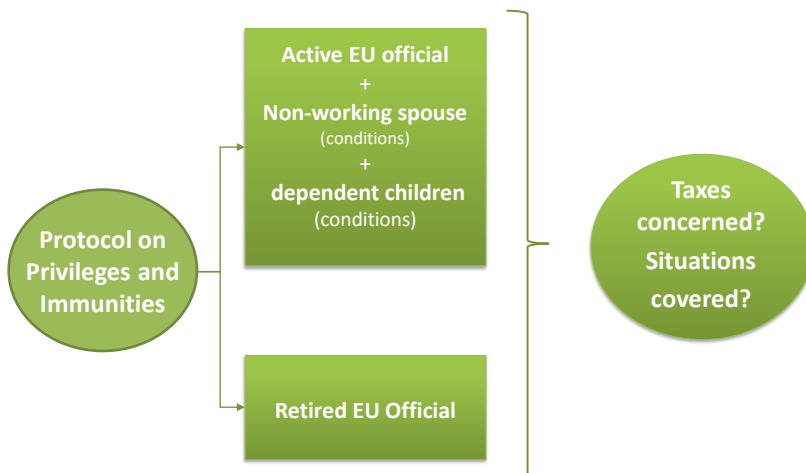 Protocol on
Privileges and
Immunities
Active EU official
+
Non-working spouse
(conditions)
+
dependent children
(conditions)
Retired EU Official
Taxes
concerned?
Situations
covered?